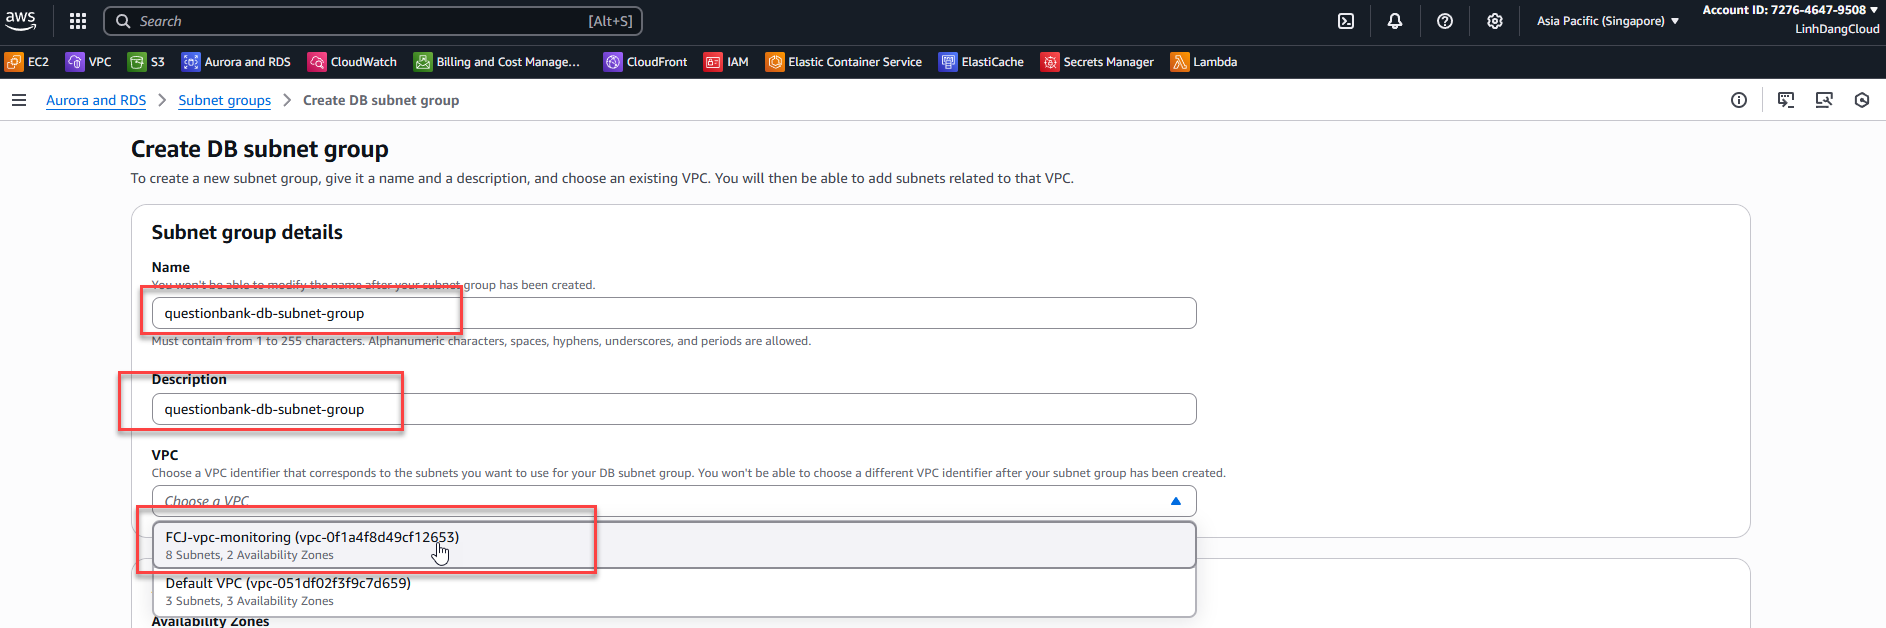 aws
Search [Alt+S]
Asia Pacific (Singapore)
Account ID: 7276-4647-9508
LinhDangCloud
EC2 VPC S3 Aurora and RDS CloudWatch Billing and Cost Manage... CloudFront IAM Elastic Container Service ElastiCache Secrets Manager Lambda
Aurora and RDS > Subnet groups > Create DB subnet group
Create DB subnet group
To create a new subnet group, give it a name and a description, and choose an existing VPC. You will then be able to add subnets related to that VPC.
Subnet group details
Name
You won't be able to modify the name after your subnet group has been created.
questionbank-db-subnet-group
Must contain from 1 to 255 characters. Alphanumeric characters, spaces, hyphens, underscores, and periods are allowed.
Description
questionbank-db-subnet-group
VPC
Choose a VPC identifier that corresponds to the subnets you want to use for your DB subnet group. You won't be able to choose a different VPC identifier after your subnet group has been created.
Choose a VPC
FCJ-vpc-monitoring (vpc-0f1a4f8d49cf12653)
8 Subnets, 2 Availability Zones
Default VPC (vpc-051df02f3f9c7d659)
3 Subnets, 3 Availability Zones
Availability Zones